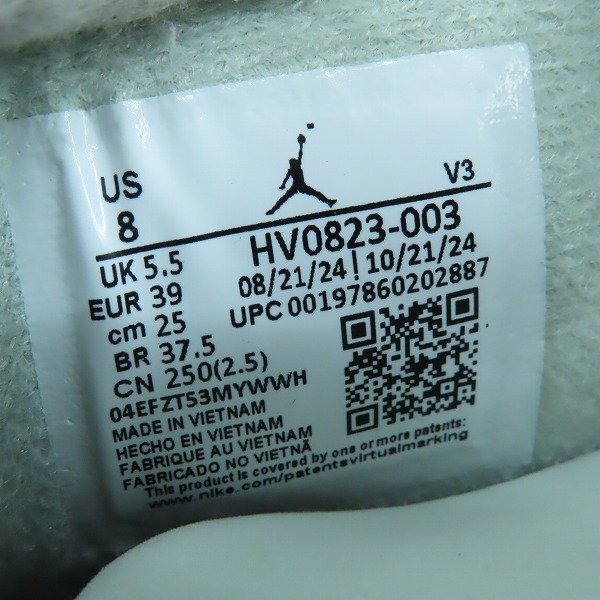 US
8
V3
UK 5.5
EUR 39
cm 25
BR 37.5
CN 250(2.5)
HV0823-003
08/21/24 | 10/21/24
UPC 00197860202887
04EFZT53MYWWH
MADE IN VIETNAM
HECHO EN VIETNAM
FABRIQUE AU VIETNAM
FABRICADO NO VIETNÃ
This product is covered by one or more patents:
www.nike.com/patentsvirtualmarking